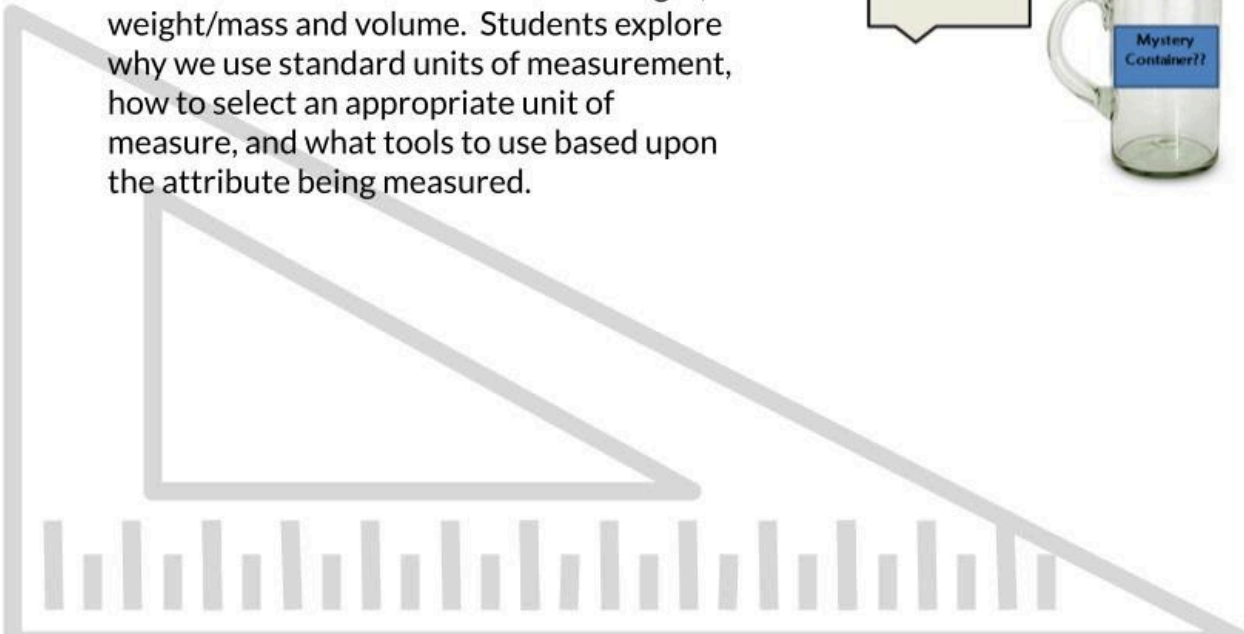 weight/mass and volume. Students explore
why we use standard units of measurement,
how to select an appropriate unit of
measure, and what tools to use based upon
the attribute being measured.
Mystery
Container??